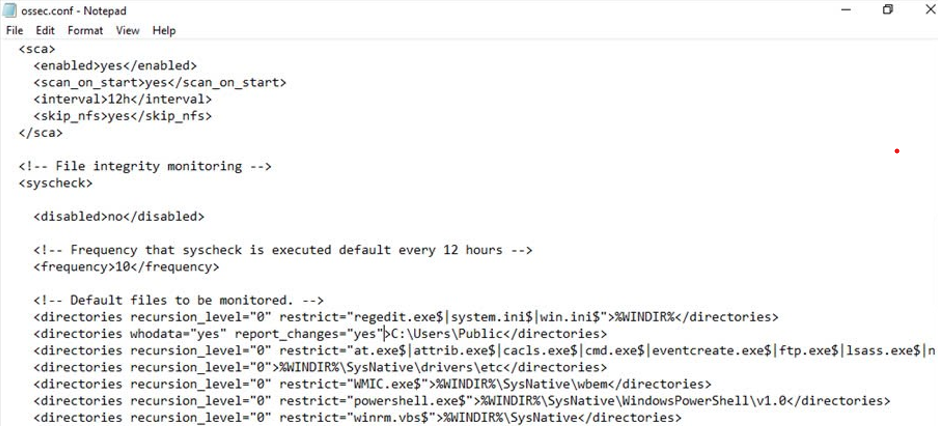 ossec.conf - Notepad
File Edit Format View Help
<sca>
<enabled>yes</enabled>
<scan_on_start>yes</scan_on_start>
<interval>12h</interval>
<skip_nfs>yes</skip_nfs>
</sca>
<!-- File integrity monitoring -->
<syscheck>
<disabled>no</disabled>
<!-- Frequency that syscheck is executed default every 12 hours -->
<frequency>10</frequency>
<!-- Default files to be monitored. -->
<directories recursion_level="0" restrict="regedit.exe$|system.ini$|win.ini$">%WINDIR%</directories>
<directories whodata="yes" report_changes="yes">C:\Users\Public</directories>
<directories recursion_level="0" restrict="at.exe$|attrib.exe$|cacls.exe$|cmd.exe$|eventcreate.exe$|ftp.exe$|lsass.exe$|n
<directories recursion_level="0">%WINDIR%\SysNative\drivers\etc</directories>
<directories recursion_level="0" restrict="WMIC.exe$">%WINDIR%\SysNative\wbem</directories>
<directories recursion_level="0" restrict="powershell.exe$">%WINDIR%\SysNative\WindowsPowerShell\v1.0</directories>
<directories recursion_level="0" restrict="winrm.vbs$">%WINDIR%\SysNative</directories>